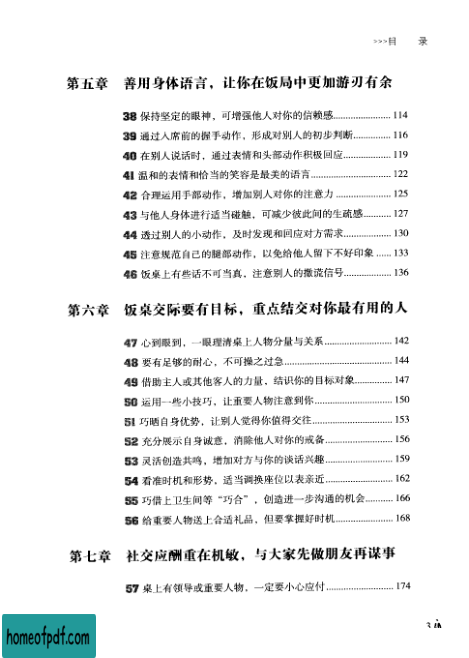 >>>目 录
第五章 善用身体语言，让你在饭局中更加游刃有余
38 保持坚定的眼神，可增强他人对你的信赖感...................... 114
39 通过入席前的握手动作，形成对别人的初步判断.............. 116
40 在别人说话时，通过表情和头部动作积极回应.................. 119
41 温和的表情和恰当的笑容是最美的语言.............................. 122
42 合理运用手部动作，增加别人对你的注意力 .................... 125
43 与他人身体进行适当碰触，可减少彼此间的生疏感.......... 127
44 透过别人的小动作，及时发现和回应对方需求.................. 130
45 注意规范自己的腿部动作，以免给他人留下不好印象 ...... 133
46 饭桌上有些话不可当真，注意别人的撒谎信号.................. 136
第六章 饭桌交际要有目标，重点结交对你最有用的人
47 心到眼到，一眼理清桌上人物分量与关系.......................... 142
48 要有足够的耐心，不可操之过急.......................................... 144
49 借助主人或其他客人的力量，结识你的目标对象.............. 147
50 运用一些小技巧，让重要人物注意到你.............................. 150
51 巧晒自身优势，让别人觉得你值得交往.............................. 153
52 充分展示自身诚意，消除他人对你的戒备.......................... 156
53 灵活创造共鸣，增加对方与你的谈话兴趣.......................... 159
54 看准时机和形势，适当调换座位以表亲近.......................... 162
55 巧借上卫生间等“巧合”，创造进一步沟通的机会........... 166
56 给重要人物送上合适礼品，但要掌握好时机...................... 168
第七章 社交应酬重在机敏，与大家先做朋友再谋事
57 桌上有领导或重要人物，一定要小心应付.......................... 174
3
homeofpdf.com